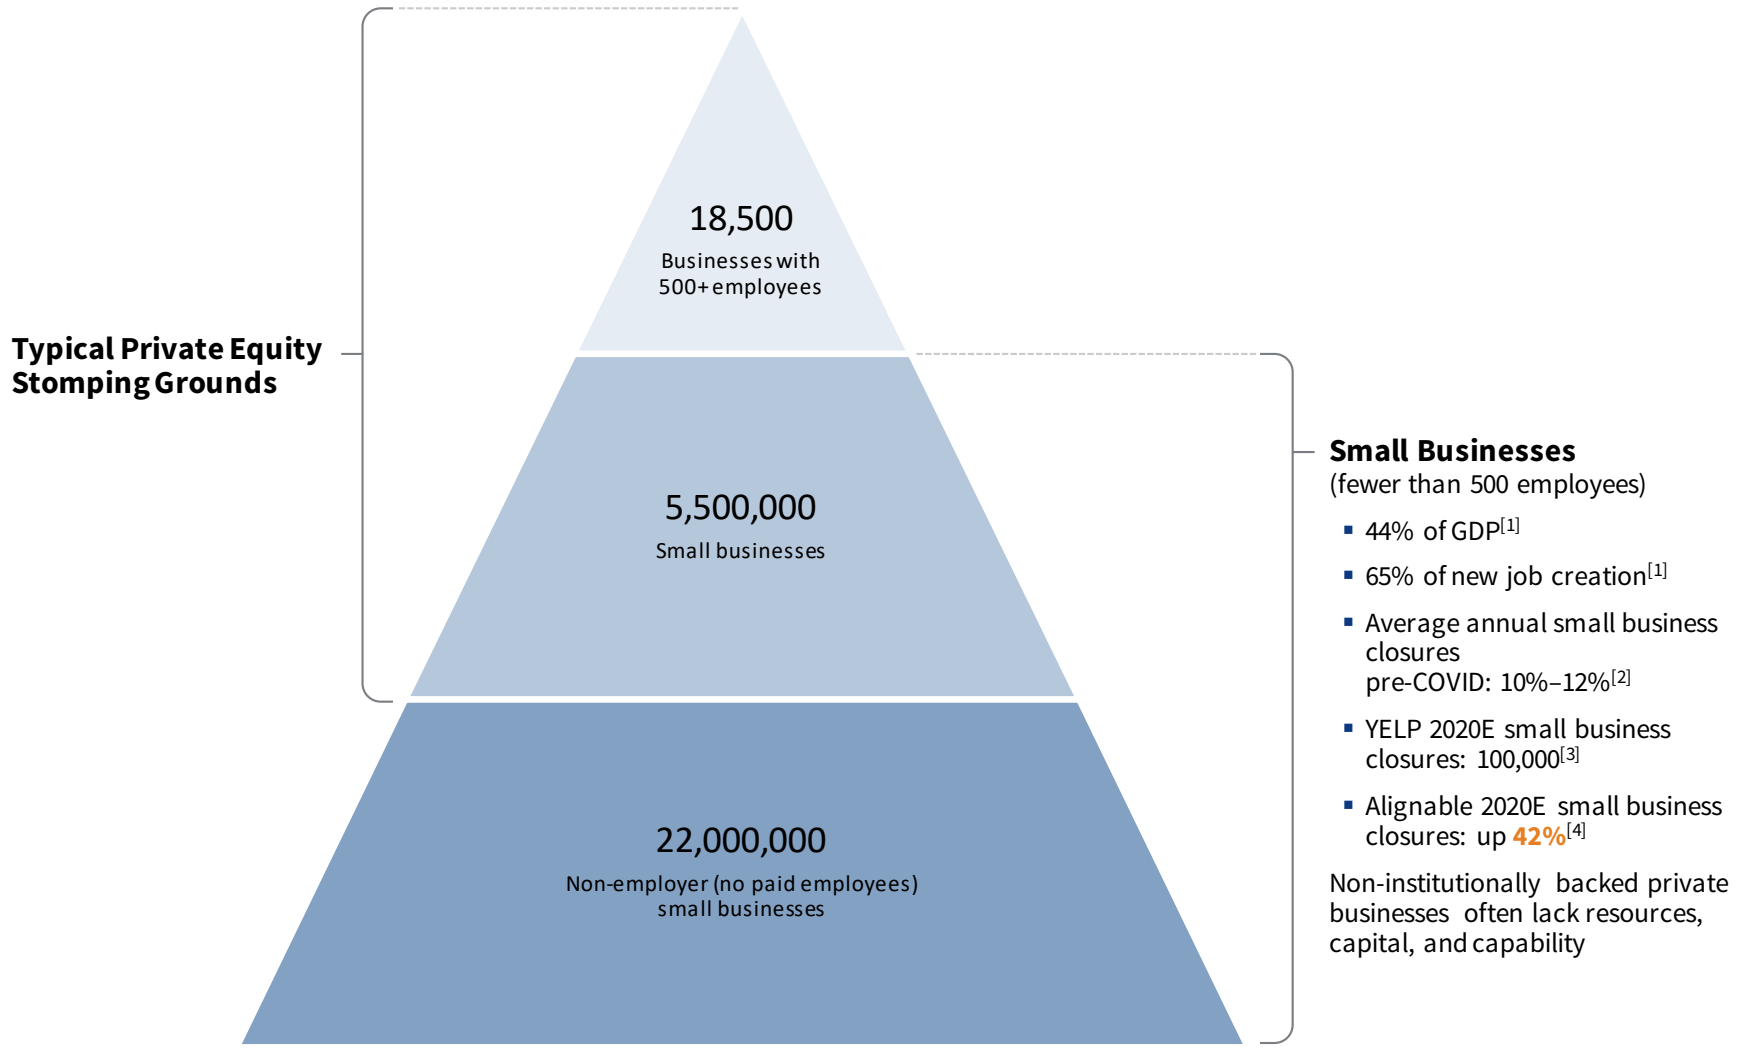 18,500
Businesses with
500+ employees
Typical Private Equity
Stomping Grounds
5,500,000
Small businesses
22,000,000
Non-employer (no paid employees)
small businesses
Small Businesses
(fewer than 500 employees)
▪ 44% of GDP[1]
▪ 65% of new job creation[1]
▪ Average annual small business
closures
pre-COVID: 10%–12%[2]
▪ YELP 2020E small business
closures: 100,000[3]
▪ Alignable 2020E small business
closures: up 42%[4]
Non-institutionally backed private
businesses often lack resources,
capital, and capability